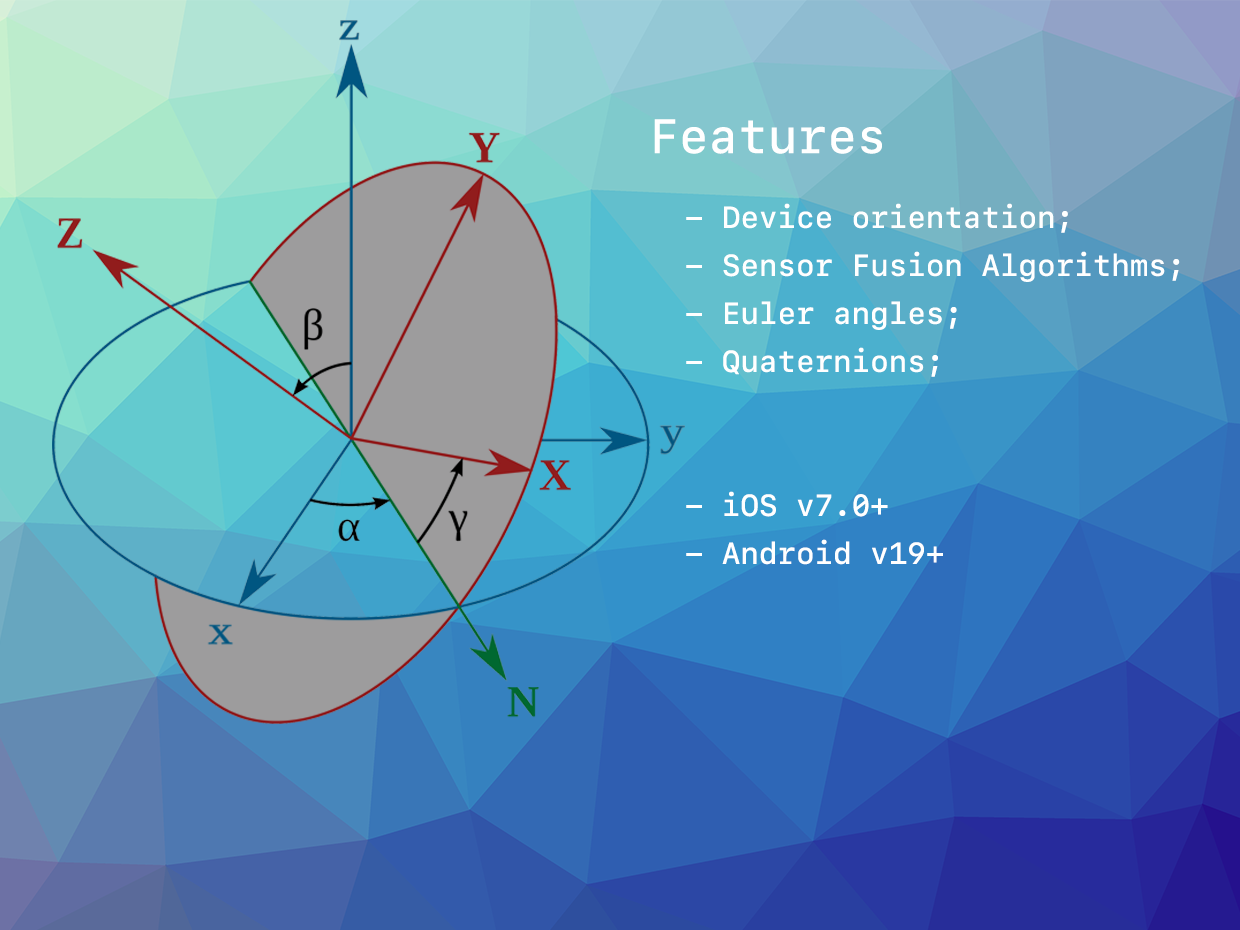 z
Y
Z
β
y
X
α
γ
x
N
Features
– Device orientation;
– Sensor Fusion Algorithms;
– Euler angles;
– Quaternions;
– iOS v7.0+
– Android v19+